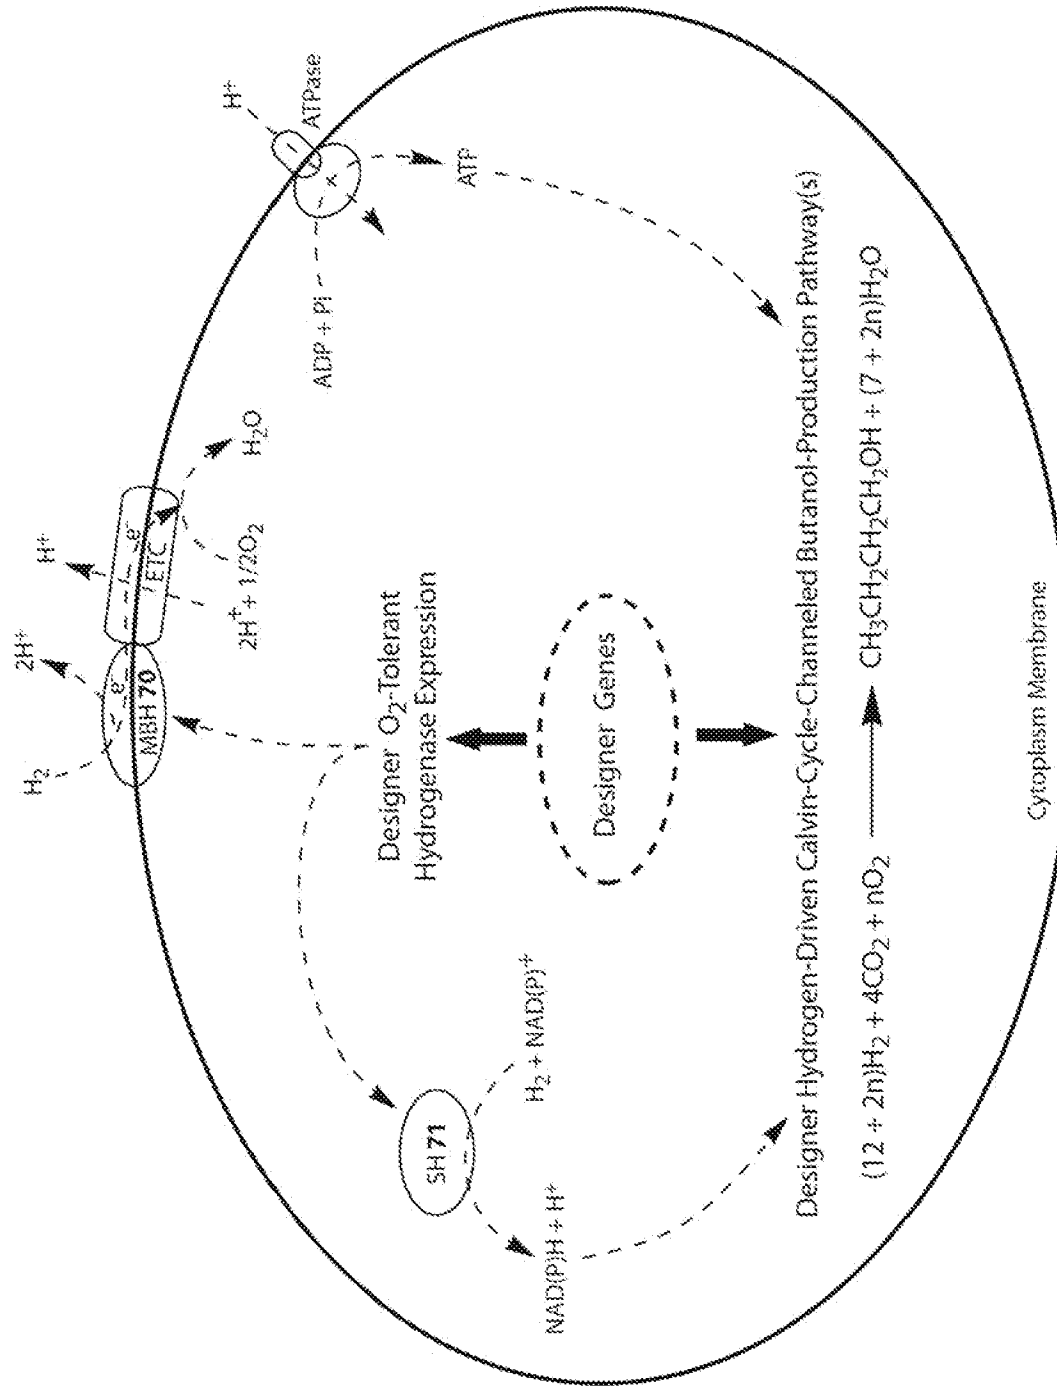 H₂
2H⁺
H⁺
H⁺
MBH 70
e⁻
e⁻
ETC
ATPase
2H⁺ + 1/2O₂
H₂O
ADP + Pi
ATP
SH 71
H₂ + NAD(P)⁺
NAD(P)H + H⁺
Designer O₂-Tolerant
Hydrogenase Expression
Designer Genes
Designer Hydrogen-Driven Calvin-Cycle-Channeled Butanol-Production Pathway(s)
(12 + 2n)H₂ + 4CO₂ + nO₂ → CH₃CH₂CH₂CH₂OH + (7 + 2n)H₂O
Cytoplasm Membrane